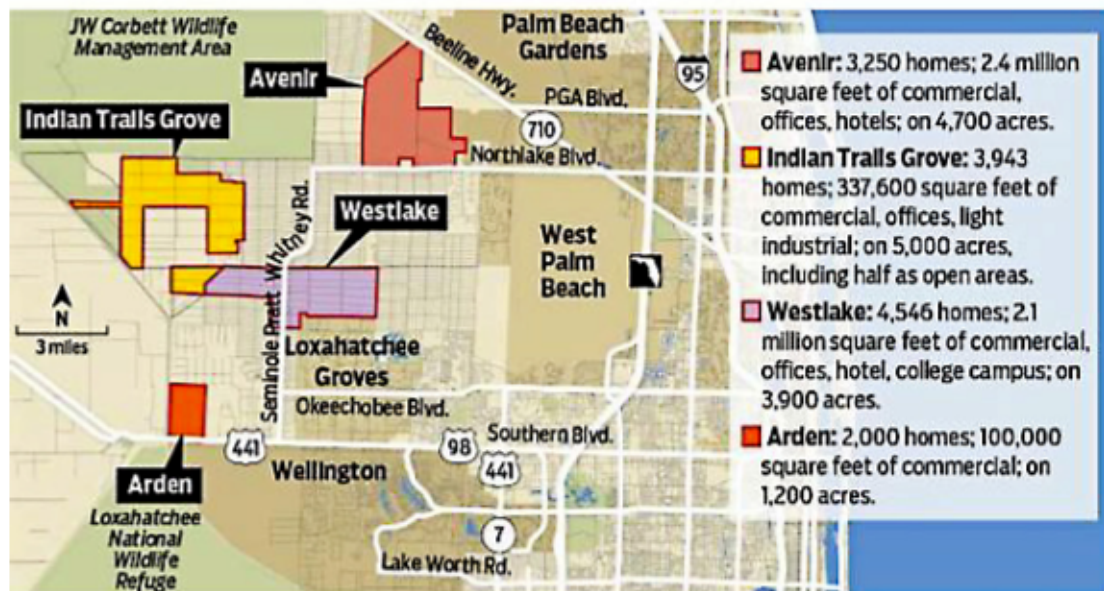 JW Corbett Wildlife
Management Area
Avenir
Indian Trails Grove
Beeline Hwy.
Palm Beach
Gardens
95
PGA Blvd.
710
Northlake Blvd.
Westlake
Seminole Pratt Whitney Rd.
West
Palm
Beach
N
3 miles
Loxahatchee
Groves
Okeechobee Blvd.
441
98
Southern Blvd.
441
Wellington
Arden
Loxahatchee
National
Wildlife
Refuge
7
Lake Worth Rd.
Avenir: 3,250 homes; 2.4 million
square feet of commercial,
offices, hotels; on 4,700 acres.
Indian Trails Grove: 3,943
homes; 337,600 square feet of
commercial, offices, light
industrial; on 5,000 acres,
including half as open areas.
Westlake: 4,546 homes; 2.1
million square feet of commercial,
offices, hotel, college campus; on
3,900 acres.
Arden: 2,000 homes; 100,000
square feet of commercial; on
1,200 acres.